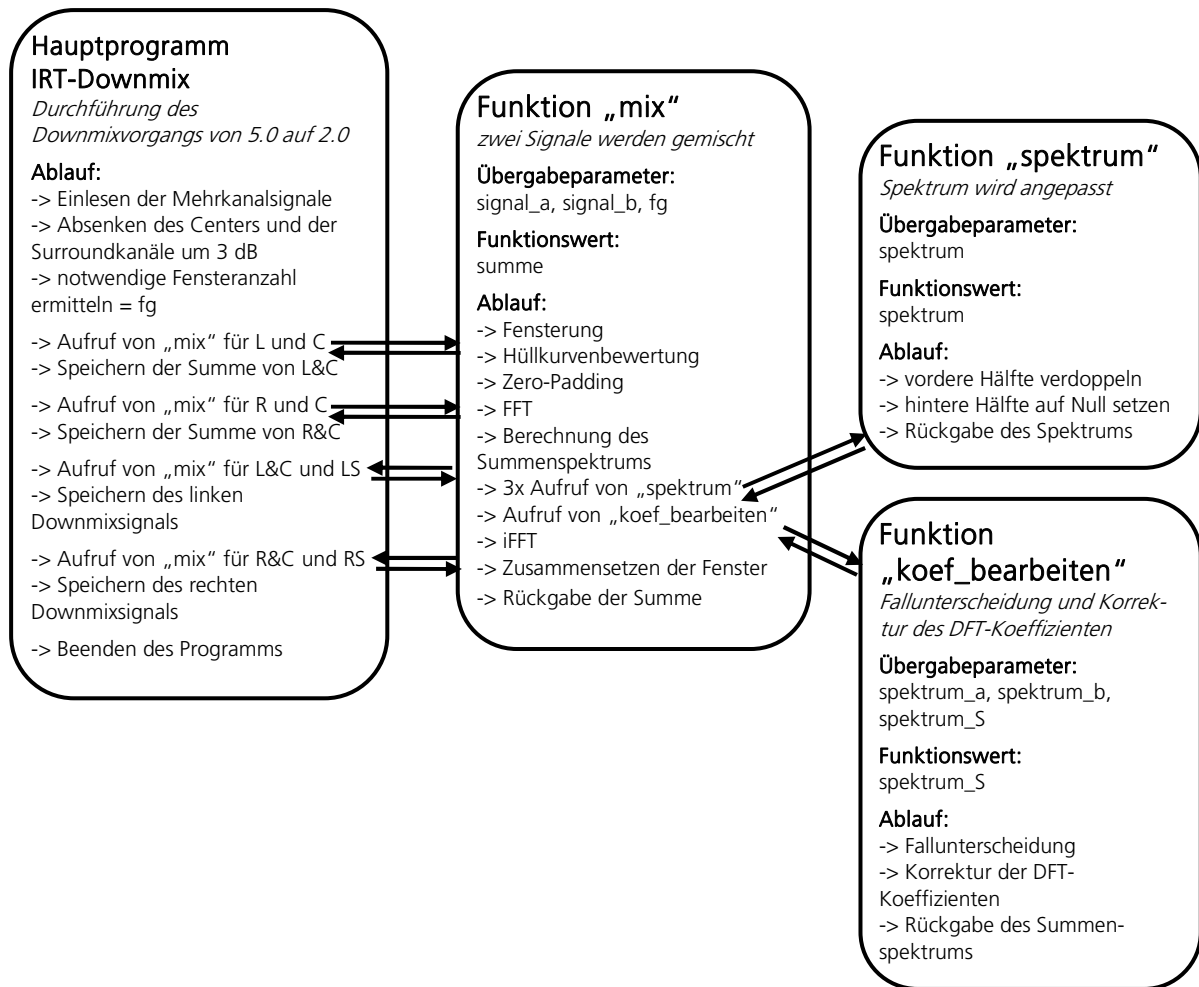 Hauptprogramm
IRT-Downmix
Durchführung des
Downmixvorgangs von 5.0 auf 2.0
Ablauf:
-> Einlesen der Mehrkanalsignale
-> Absenken des Centers und der
Surroundkanäle um 3 dB
-> notwendige Fensteranzahl
ermitteln = fg
-> Aufruf von „mix“ für L und C
-> Speichern der Summe von L&C
-> Aufruf von „mix“ für R und C
-> Speichern der Summe von R&C
-> Aufruf von „mix“ für L&C und LS
-> Speichern des linken
Downmixsignals
-> Aufruf von „mix“ für R&C und RS
-> Speichern des rechten
Downmixsignals
-> Beenden des Programms
Funktion „mix“
zwei Signale werden gemischt
Übergabeparameter:
signal_a, signal_b, fg
Funktionswert:
summe
Ablauf:
-> Fensterung
-> Hüllkurvenbewertung
-> Zero-Padding
-> FFT
-> Berechnung des
Summenspektrums
-> 3x Aufruf von „spektrum“
-> Aufruf von „koef_bearbeiten“
-> iFFT
-> Zusammensetzen der Fenster
-> Rückgabe der Summe
Funktion „spektrum“
Spektrum wird angepasst
Übergabeparameter:
spektrum
Funktionswert:
spektrum
Ablauf:
-> vordere Hälfte verdoppeln
-> hintere Hälfte auf Null setzen
-> Rückgabe des Spektrums
Funktion
„koef_bearbeiten“
Fallunterscheidung und Korrek-
tur des DFT-Koeffizienten
Übergabeparameter:
spektrum_a, spektrum_b,
spektrum_S
Funktionswert:
spektrum_S
Ablauf:
-> Fallunterscheidung
-> Korrektur der DFT-
Koeffizienten
-> Rückgabe des Summen-
spektrums